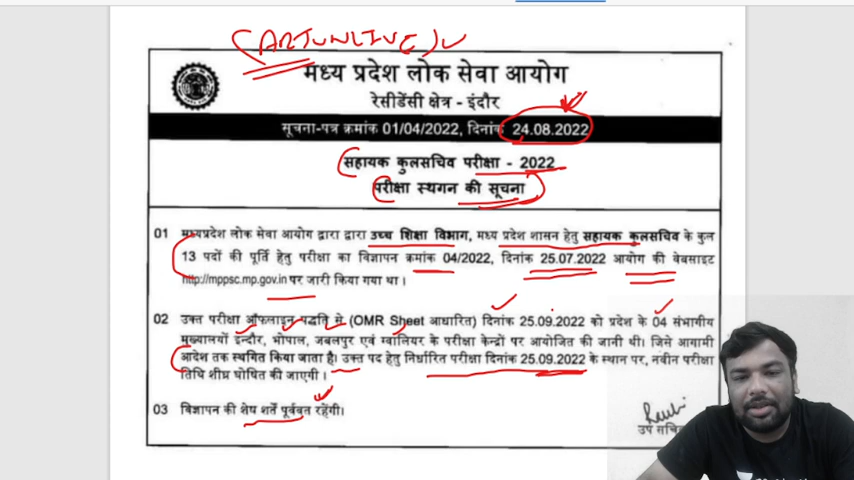 (ARJUNLIVE)
मध्य प्रदेश लोक सेवा आयोग
रेसीडेंसी क्षेत्र - इंदौर
सूचना-पत्र क्रमांक 01/04/2022, दिनांक 24.08.2022
सहायक कुलसचिव परीक्षा - 2022
परीक्षा स्थगन की सूचना
01 मध्यप्रदेश लोक सेवा आयोग द्वारा द्वारा उच्च शिक्षा विभाग, मध्य प्रदेश शासन हेतु सहायक कुलसचिव के कुल
13 पदों की पूर्ति हेतु परीक्षा का विज्ञापन क्रमांक 04/2022, दिनांक 25.07.2022 आयोग की वेबसाइट
http://mppsc.mp.gov.in पर जारी किया गया था।
02 उक्त परीक्षा ऑफलाइन पद्धति से (OMR Sheet आधारित) दिनांक 25.09.2022 को प्रदेश के 04 संभागीय
मुख्यालयों इन्दौर, भोपाल, जबलपुर एवं ग्वालियर के परीक्षा केन्द्रों पर आयोजित की जानी थी। जिसे आगामी
आदेश तक स्थगित किया जाता है। उक्त पद हेतु निर्धारित परीक्षा दिनांक 25.09.2022 के स्थान पर, नवीन परीक्षा
तिथि शीघ्र घोषित की जाएगी।
03 विज्ञापन की शेष शर्तें पूर्ववत रहेंगी।
उप सचि